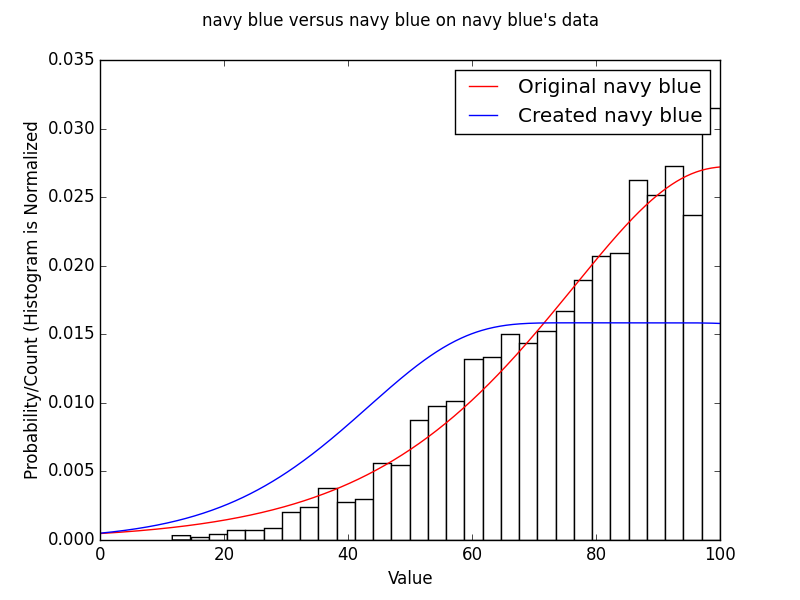 navy blue versus navy blue on navy blue's data
0.035
0.030
0.025
0.020
0.015
0.010
0.005
0.000
Probability/Count (Histogram is Normalized
Original navy blue
Created navy blue
0 20 40 60 80 100
Value